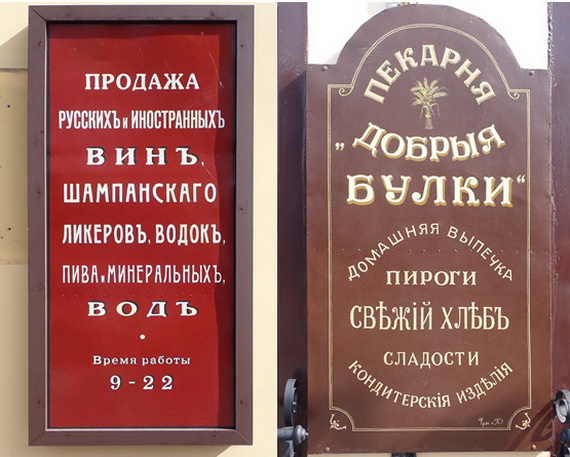 ПРОДАЖА
РУССКИХЪ и ИНОСТРАННЫХЪ
ВИНЪ,
ШАМПАНСКАГО
ЛИКЕРОВЪ, ВОДОКЪ,
ПИВА и МИНЕРАЛЬНЫХЪ,
ВОДЪ
•
Время работы
9 - 22
ПЕКАРНЯ
„ДОБРЫЯ
БУЛКИ“
ДОМАШНЯЯ ВЫПЕЧКА
ПИРОГИ
СВѢЖІЙ ХЛѢБЪ
СЛАДОСТИ
КОНДИТЕРСКІЯ ИЗДѢЛІЯ